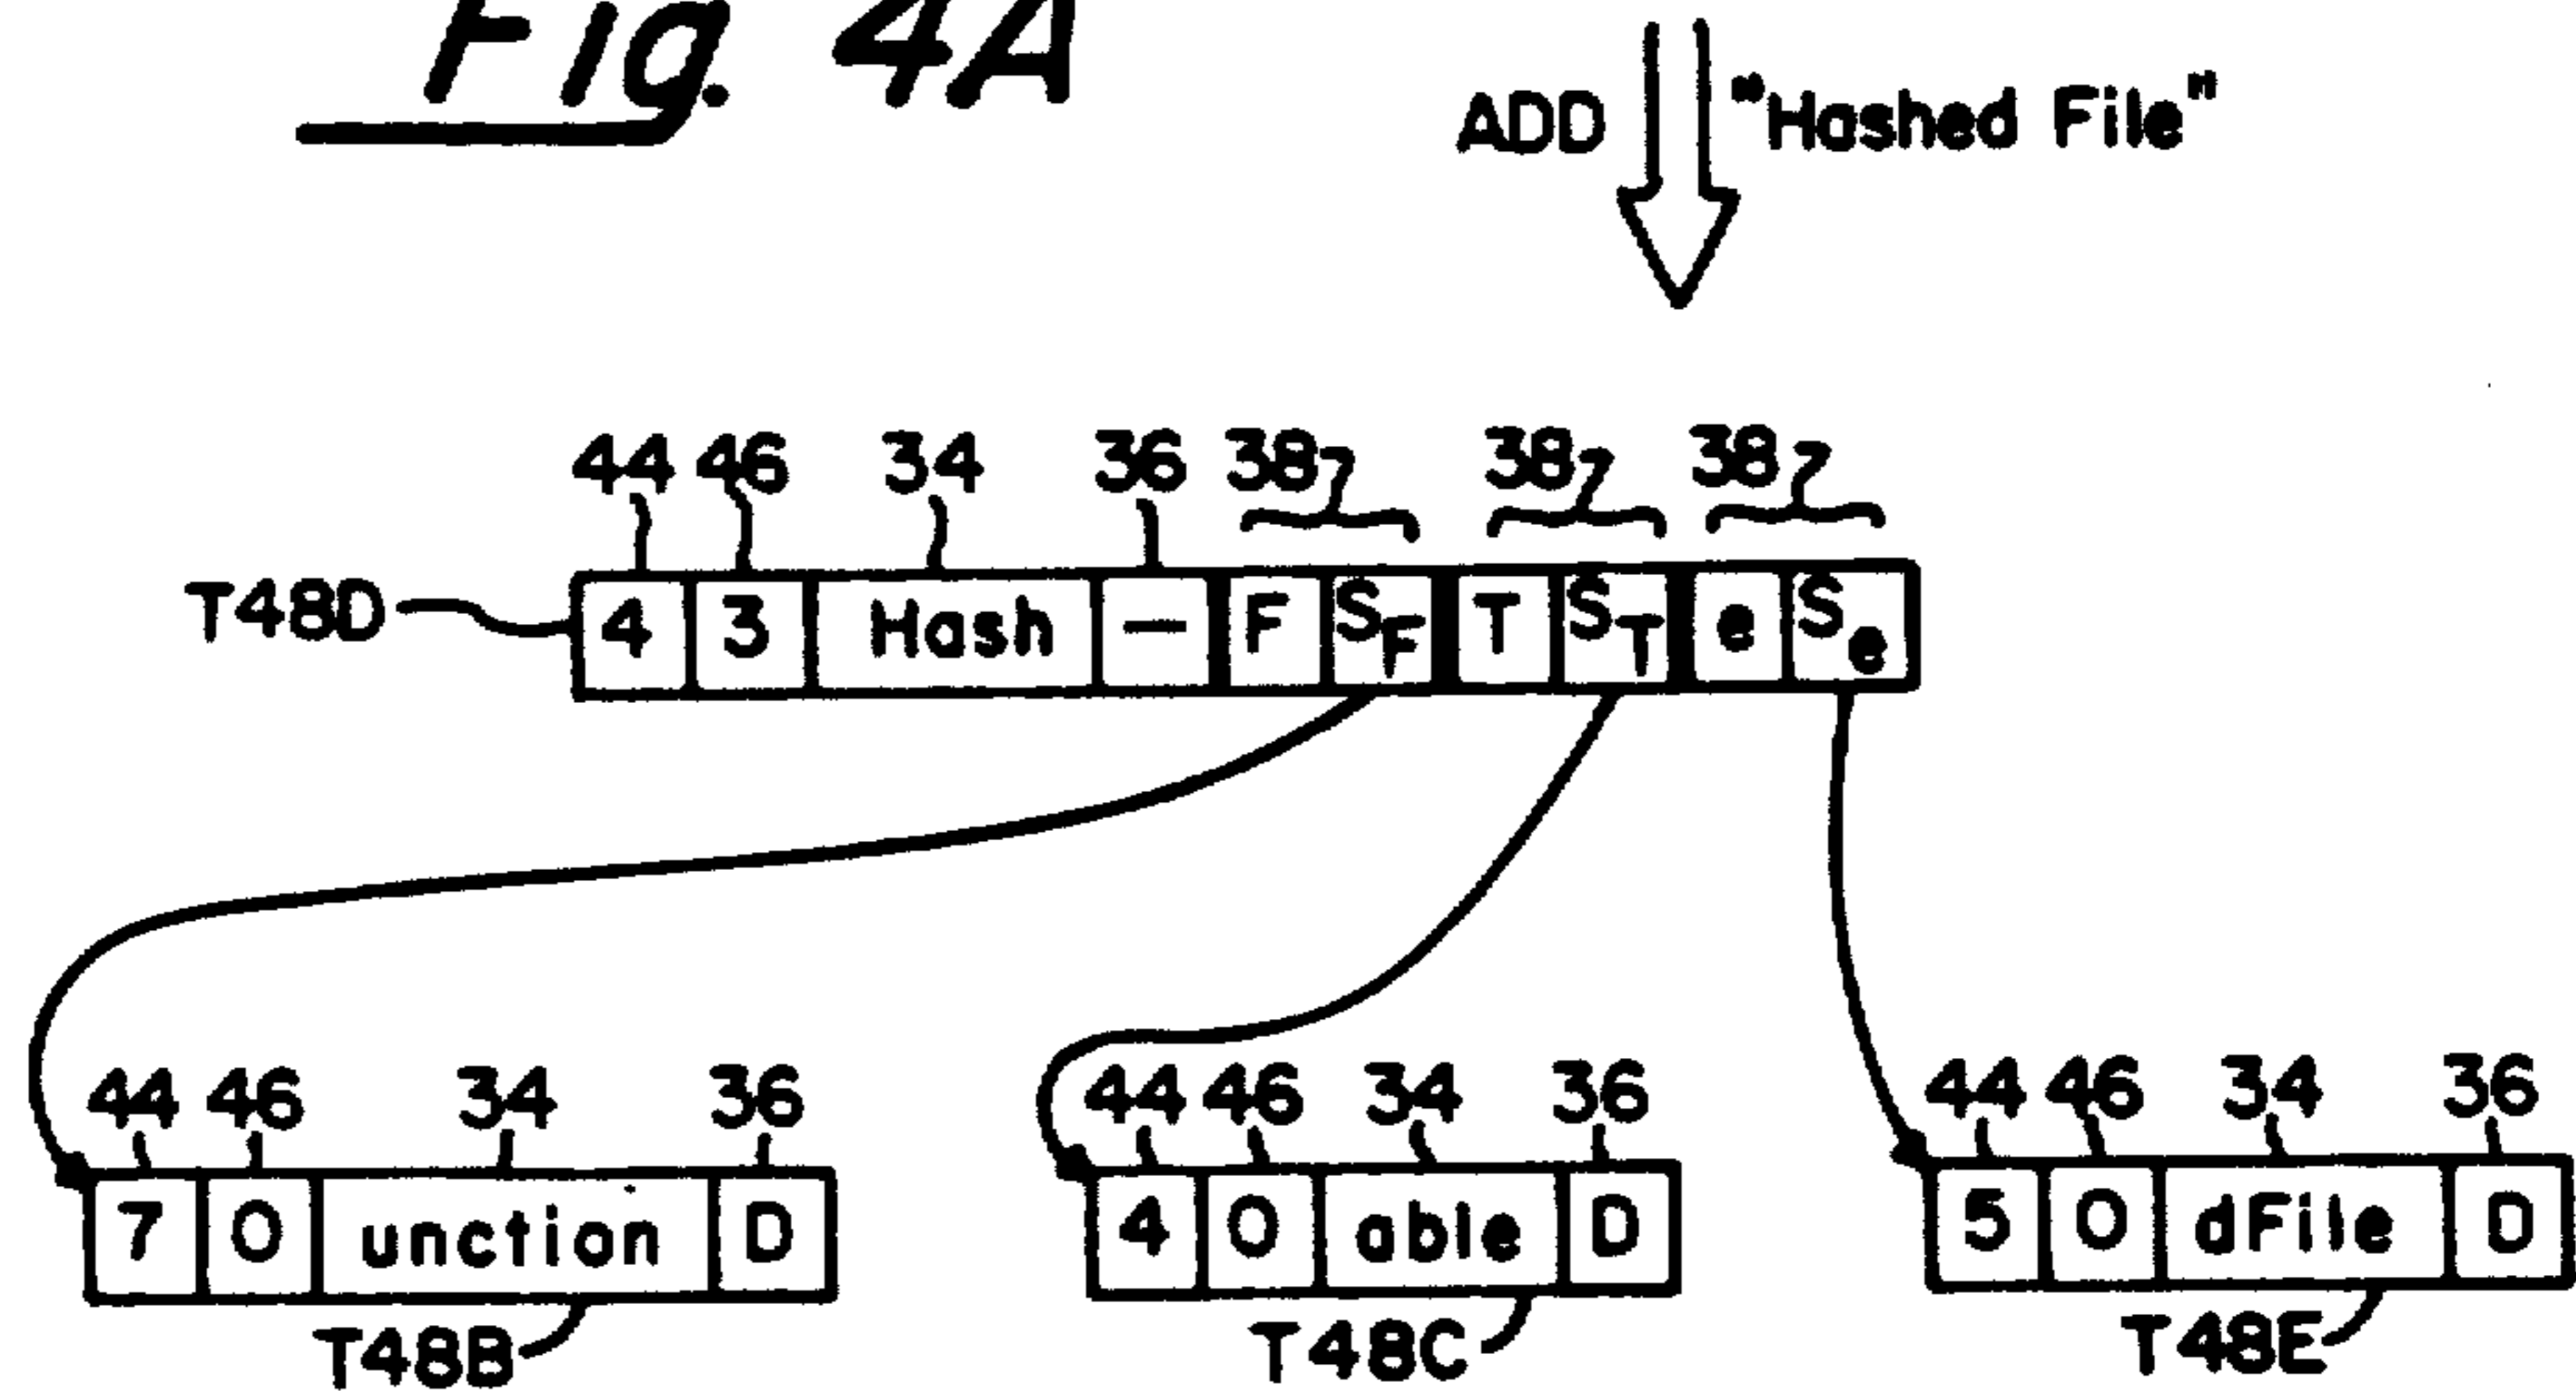 Fig. 4A
ADD "Hashed File"
44 46 34 36 38 38 38
T48D 4 3 Hash — F SF T ST e Se
44 46 34 36 44 46 34 36 44 46 34 36
7 0 unction D 4 0 able D 5 0 dFile D
T48B T48C T48E